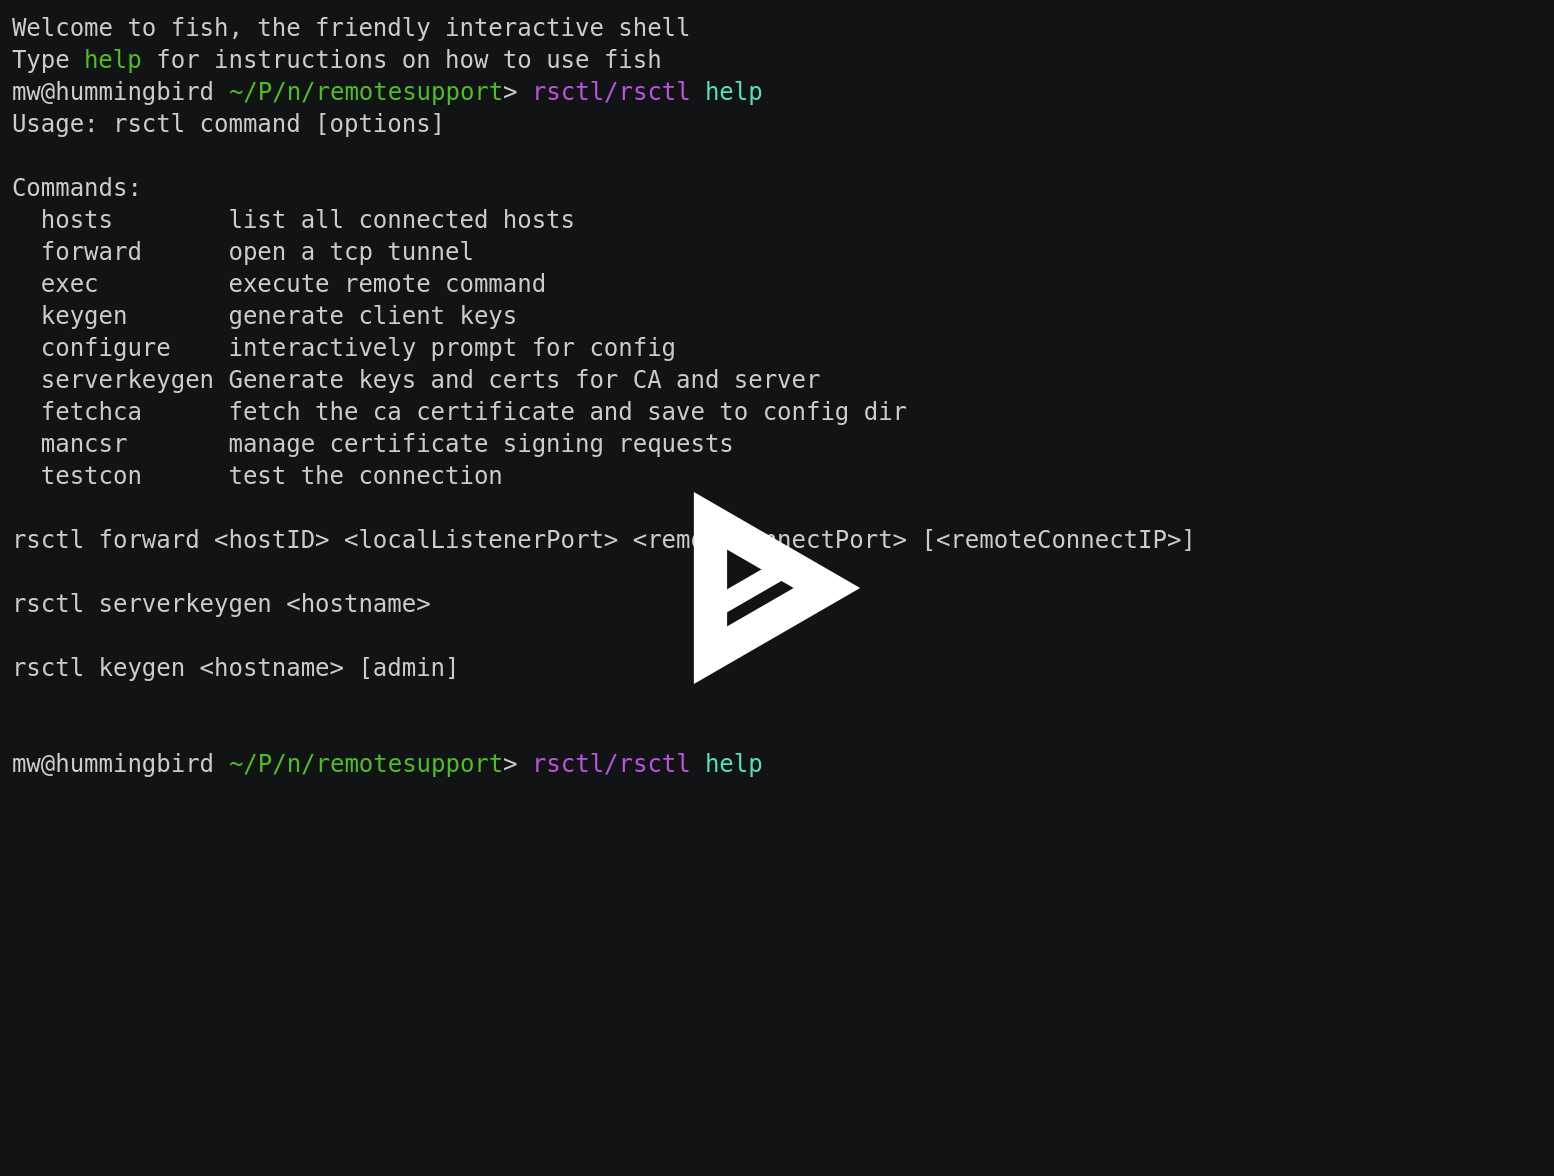 Welcome to fish, the friendly interactive shell
Type help for instructions on how to use fish
mw@hummingbird ~/P/n/remotesupport> rsctl/rsctl help
Usage: rsctl command [options]
Commands:
hosts list all connected hosts
forward open a tcp tunnel
exec execute remote command
keygen generate client keys
configure interactively prompt for config
serverkeygen Generate keys and certs for CA and server
fetchca fetch the ca certificate and save to config dir
mancsr manage certificate signing requests
testcon test the connection
rsctl forward <hostID> <localListenerPort> [<remoteConnectIP>]
rsctl serverkeygen <hostname>
rsctl keygen <hostname> [admin]
mw@hummingbird ~/P/n/remotesupport> rsctl/rsctl help